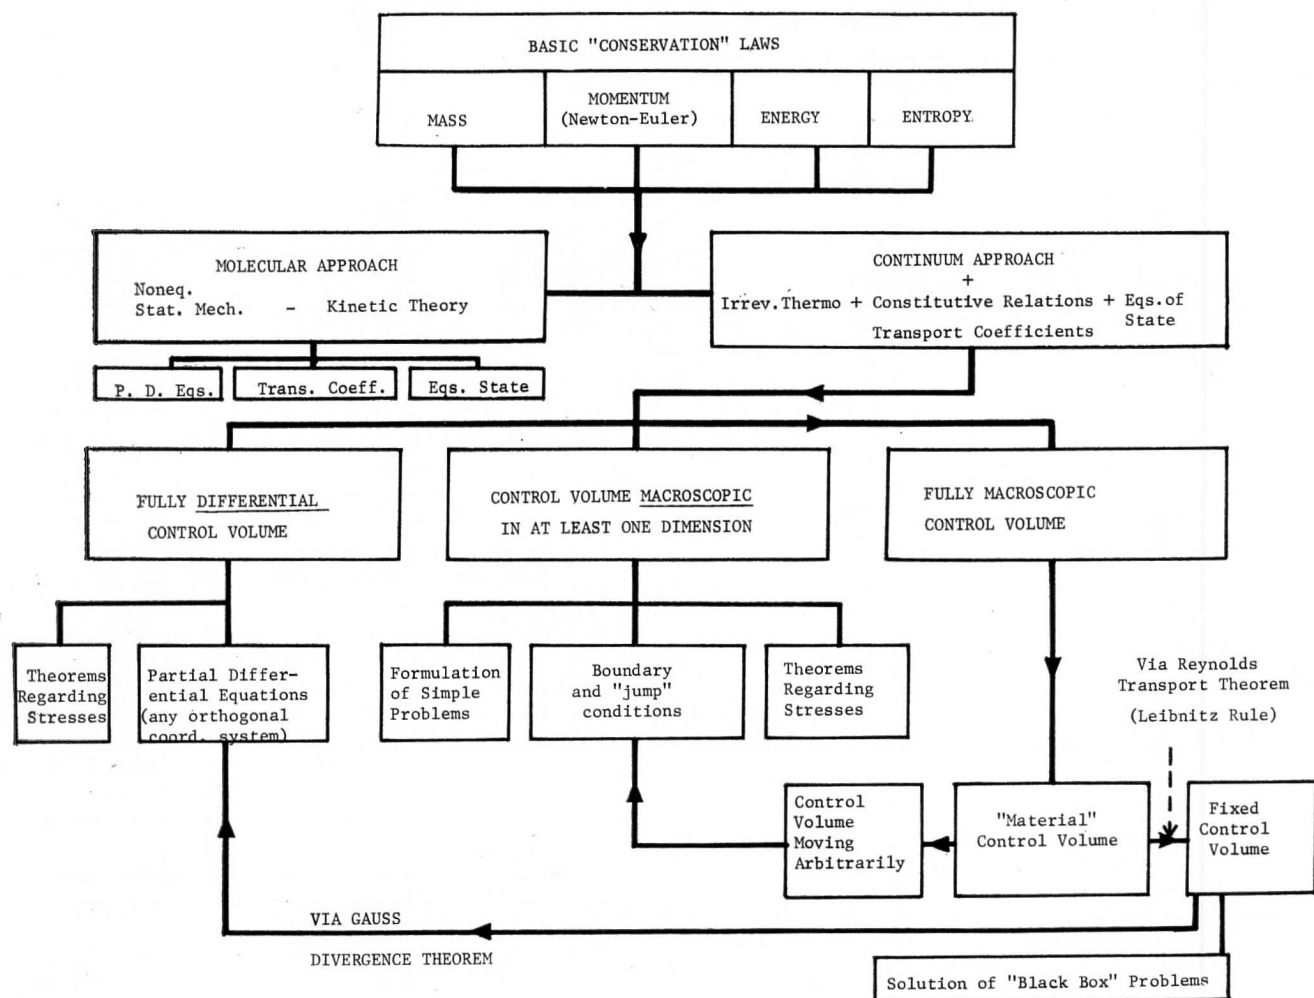 BASIC "CONSERVATION" LAWS
MASS
MOMENTUM
(Newton-Euler)
ENERGY
ENTROPY
MOLECULAR APPROACH
Noneq.
Stat. Mech. - Kinetic Theory
P. D. Eqs.
Trans. Coeff.
Eqs. State
CONTINUUM APPROACH
+
Irrev.Thermo + Constitutive Relations + Eqs.of
State
Transport Coefficients
FULLY DIFFERENTIAL
CONTROL VOLUME
CONTROL VOLUME MACROSCOPIC
IN AT LEAST ONE DIMENSION
FULLY MACROSCOPIC
CONTROL VOLUME
Theorems
Regarding
Stresses
Partial Differ-
ential Equations
(any orthogonal
coord. system)
Formulation
of Simple
Problems
Boundary
and "jump"
conditions
Theorems
Regarding
Stresses
Via Reynolds
Transport Theorem
(Leibnitz Rule)
Control
Volume
Moving
Arbitrarily
"Material"
Control Volume
Fixed
Control
Volume
VIA GAUSS
DIVERGENCE THEOREM
Solution of "Black Box" Problems